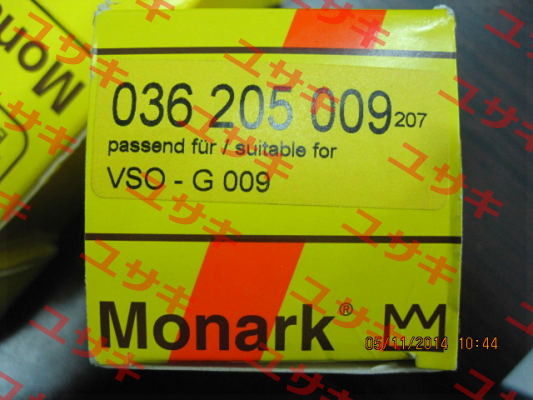 036 205 009 207
passend für / suitable for
VSO - G 009
Monark®
05/11/2014 10:44
Mona
ユサキ